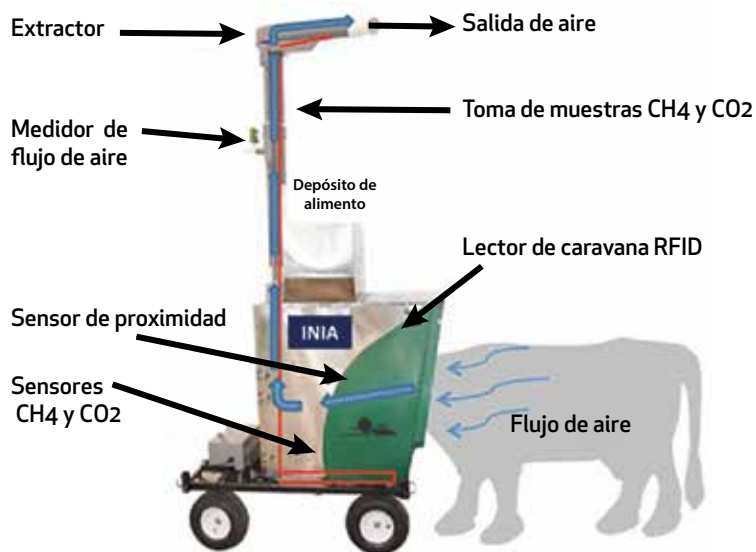 Extractor
Salida de aire
Toma de muestras CH4 y CO2
Medidor de
flujo de aire
Depósito de
alimento
Lector de caravana RFID
Sensor de proximidad
INIA
Sensores
CH4 y CO2
Flujo de aire